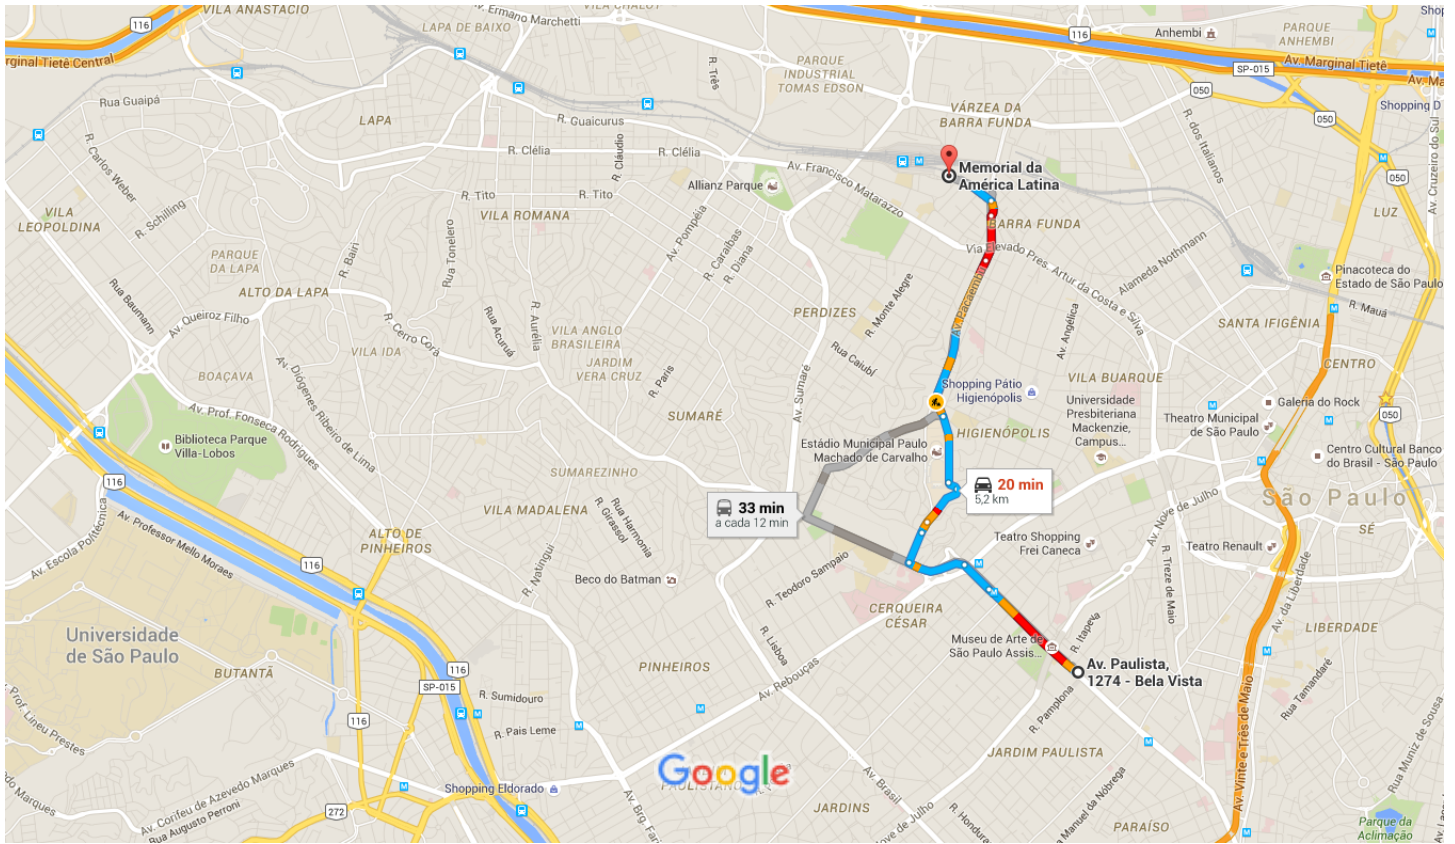 VILA ANASTÁCIO
Av. Ermano Marchetti
LAPA DE BAIXO
116
116
Anhembi
PARQUE
ANHEMBI
SP-015
Av. Marginal Tietê
arginal Tietê Central
PARQUE
INDUSTRIAL
TOMAS EDSON
R. Três
050
050
Shopping D
Av. Cruzeiro do Sul
Rua Guaipá
R. Carlos Weber
LAPA
R. Guaicurus
R. Clélia
R. Cláudio
R. Clélia
VÁRZEA DA
BARRA FUNDA
R. dos Italianos
Av. Francisco Matarazzo
Memorial da
América Latina
Allianz Parque
050
R. Tito
R. Tito
VILA
LEOPOLDINA
R. Schilling
VILA ROMANA
Av. Pompéia
R. Caraíbas
R. Diana
BARRA FUNDA
LUZ
PARQUE
DA LAPA
R. Bairi
Rua Tonelero
Via Elevado Pres. Artur da Costa e Silva
Alameda Nothmann
Pinacoteca do
Estado de São Paulo
R. Mauá
Rua Baumann
ALTO DA LAPA
Av. Queiroz Filho
R. Cerro Corá
Rua Acuruá
R. Aurélia
VILA ANGLO
BRASILEIRA
PERDIZES
R. Monte Alegre
Av. Pacaembu
Av. Angélica
SANTA IFIGÊNIA
VILA IDA
JARDIM
VERA CRUZ
Rua Caiubí
CENTRO
BOAÇAVA
Av. Diógenes Ribeiro de Lima
R. Paris
Av. Sumaré
VILA BUARQUE
Shopping Pátio
Higienópolis
Universidade
Presbiteriana
Mackenzie,
Campus...
Galeria do Rock
050
Av. Prof. Fonseca Rodrigues
SUMARÉ
HIGIENÓPOLIS
Theatro Municipal
de São Paulo
Biblioteca Parque
Villa-Lobos
Estádio Municipal Paulo
Machado de Carvalho
Centro Cultural Banco
do Brasil - São Paulo
116
SUMAREZINHO
20 min
5,2 km
33 min
a cada 12 min
Av. Nove de Julho
São Paulo
Av. Escola Politécnica
Av. Professor Mello Moraes
VILA MADALENA
R. Girassol
Rua Harmonia
ALTO DE
PINHEIROS
SÉ
Teatro Shopping
Frei Caneca
Teatro Renault
R. Treze de Maio
Av. da Liberdade
116
R. Natingui
Beco do Batman
R. Teodoro Sampaio
CERQUEIRA
CÉSAR
Universidade
de São Paulo
R. Lisboa
Museu de Arte de
São Paulo Assis...
R. Itapeva
LIBERDADE
BUTANTÃ
116
PINHEIROS
Av. Paulista,
1274 - Bela Vista
SP-015
R. Sumidouro
Av. Rebouças
R. Pamplona
Rua Tamandaré
Prof. Lineu Prestes
116
R. Pais Leme
Av. Vinte e Três de Maio
Rua Muniz de Sousa
JARDIM PAULISTA
Google
Shopping Eldorado
Av. Brasil
Av. Corifeu de Azevedo Marques
272
Rua Augusto Perroni
JARDINS
PARAÍSO
Parque da
Aclimação